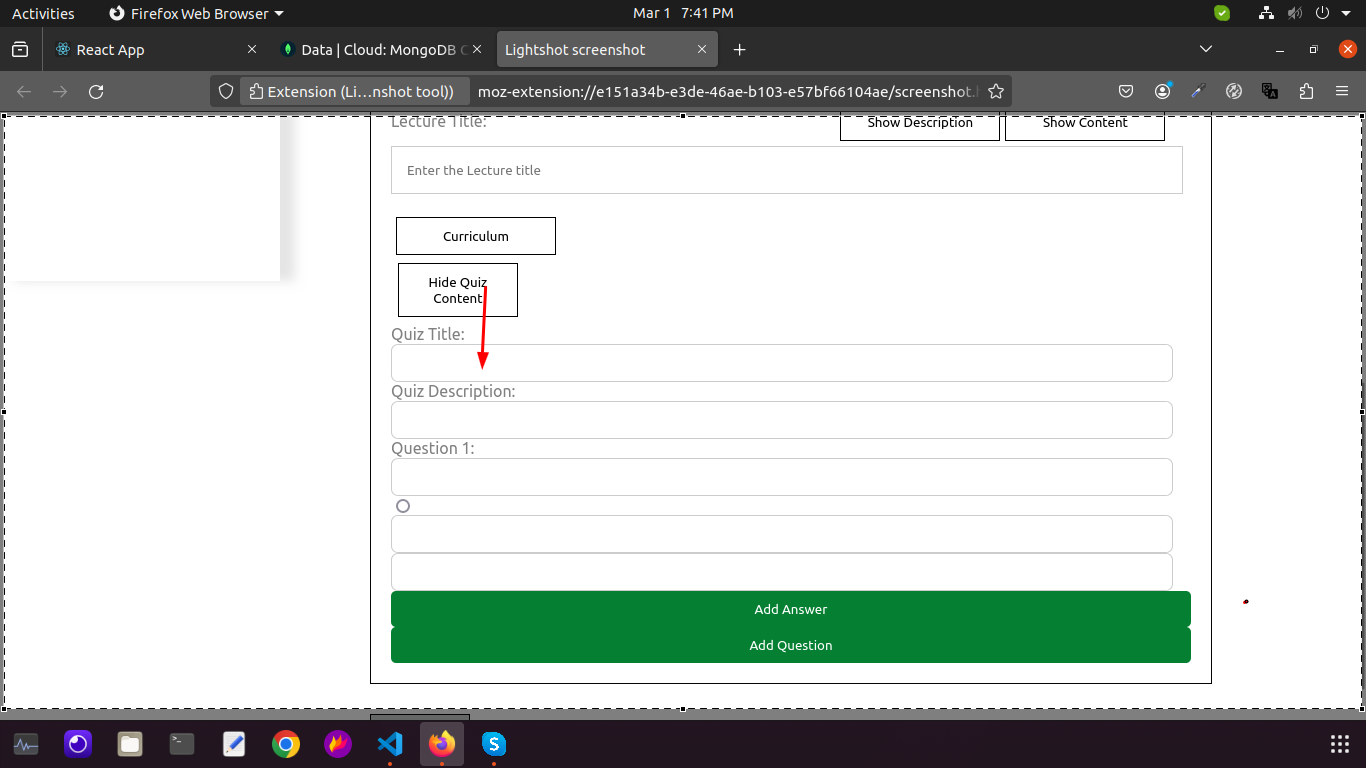 Activities
Firefox Web Browser
Mar 1 7:41 PM
React App
Data | Cloud: MongoDB C
Lightshot screenshot
Extension (Li…nshot tool))
moz-extension://e151a34b-e3de-46ae-b103-e57bf66104ae/screenshot.h
Lecture Title:
Show Description
Show Content
Enter the Lecture title
Curriculum
Hide Quiz
Content
Quiz Title:
Quiz Description:
Question 1:
Add Answer
Add Question